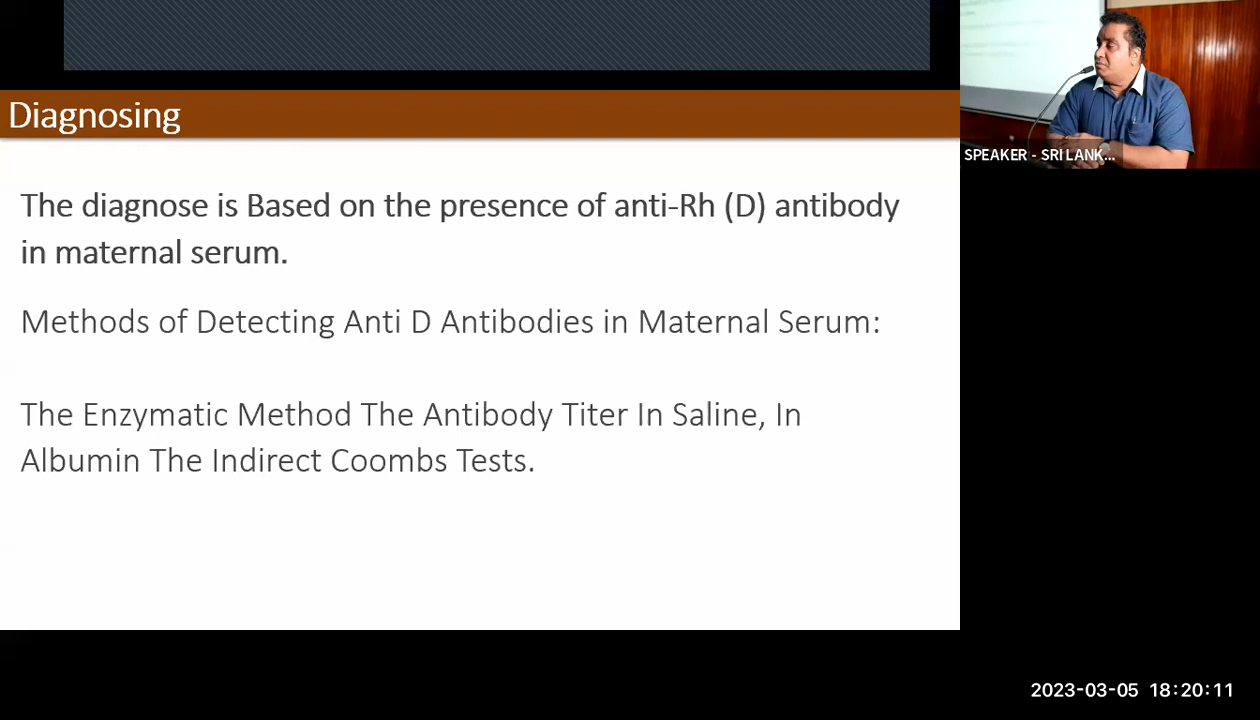 Diagnosing
The diagnose is Based on the presence of anti-Rh (D) antibody
in maternal serum.
Methods of Detecting Anti D Antibodies in Maternal Serum:
The Enzymatic Method The Antibody Titer In Saline, In
Albumin The Indirect Coombs Tests.
SPEAKER - SRI LANK...
2023-03-05 18:20:11